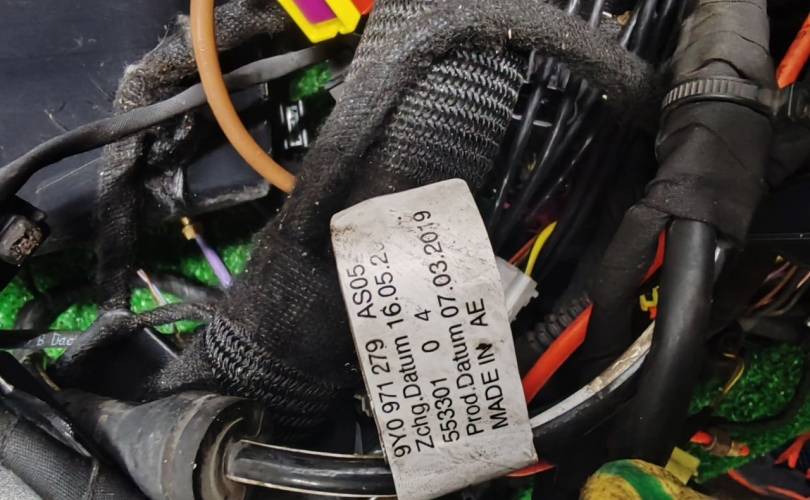 9Y0 971 279 AS05
Zchg.Datum 16.05.2
553301 0 4
Prod.Datum 07.03.2019
MADE IN AE